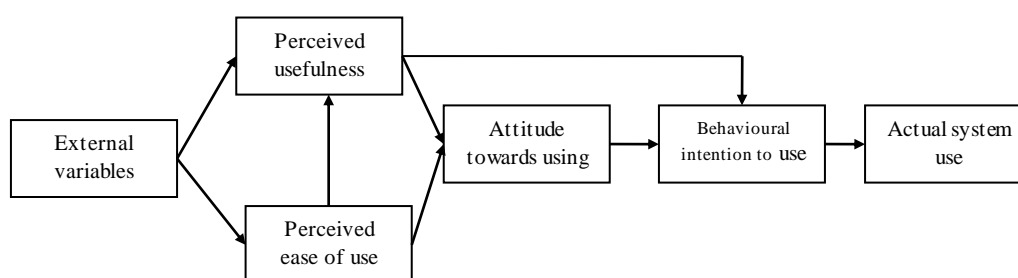 External
variables
Perceived
usefulness
Perceived
ease of use
Attitude
towards using
Behavioural
intention to use
Actual system
use